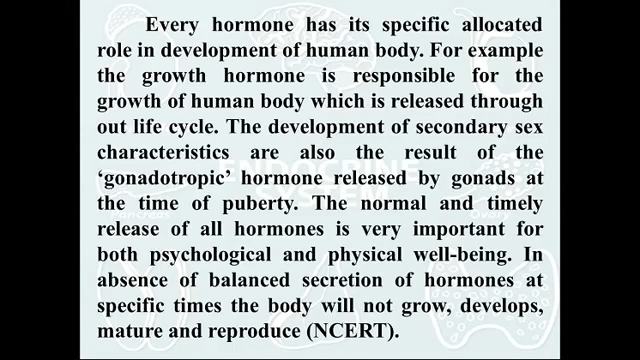 Every hormone has its specific allocated
role in development of human body. For example
the growth hormone is responsible for the
growth of human body which is released through
out life cycle. The development of secondary sex
characteristics are also the result of the
‘gonadotropic’ hormone released by gonads at
the time of puberty. The normal and timely
release of all hormones is very important for
both psychological and physical well-being. In
absence of balanced secretion of hormones at
specific times the body will not grow, develops,
mature and reproduce (NCERT).
ENDOCRINE
SYSTEM
Pancreas
Ovary